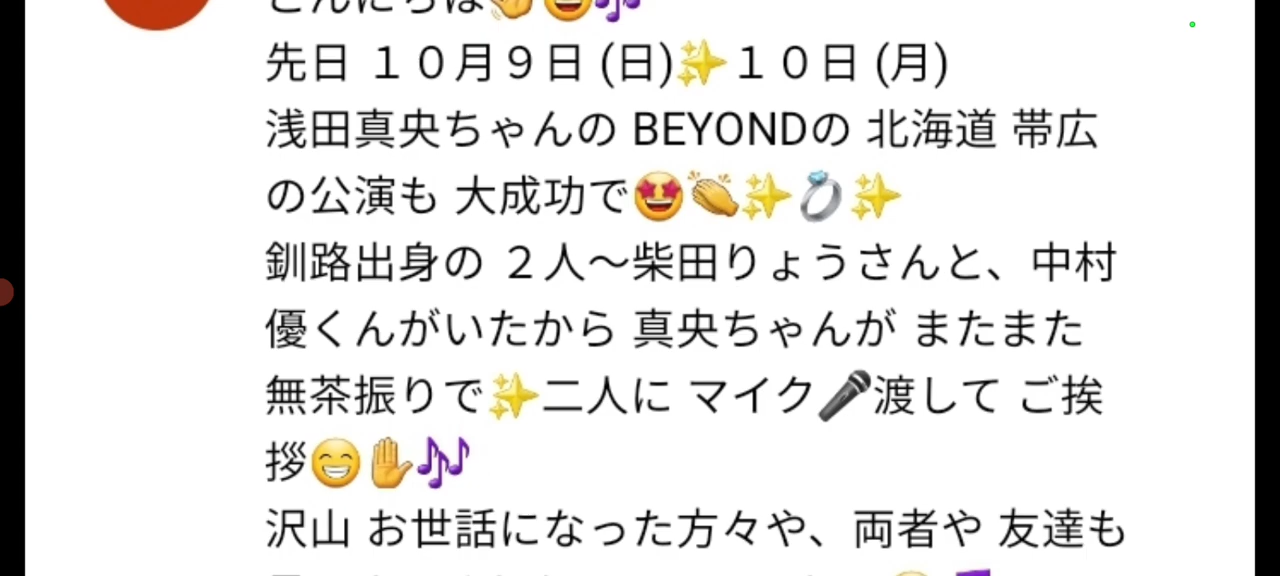 こんにちは👋😄🎶
先日 １０月９日 (日)✨１０日 (月)
浅田真央ちゃんの BEYONDの 北海道 帯広
の公演も 大成功で🤩👏✨💍✨
釧路出身の ２人〜柴田りょうさんと、中村
優くんがいたから 真央ちゃんが またまた
無茶振りで✨二人に マイク🎤渡して ご挨
拶😁✋🎶
沢山 お世話になった方々や、両者や 友達も